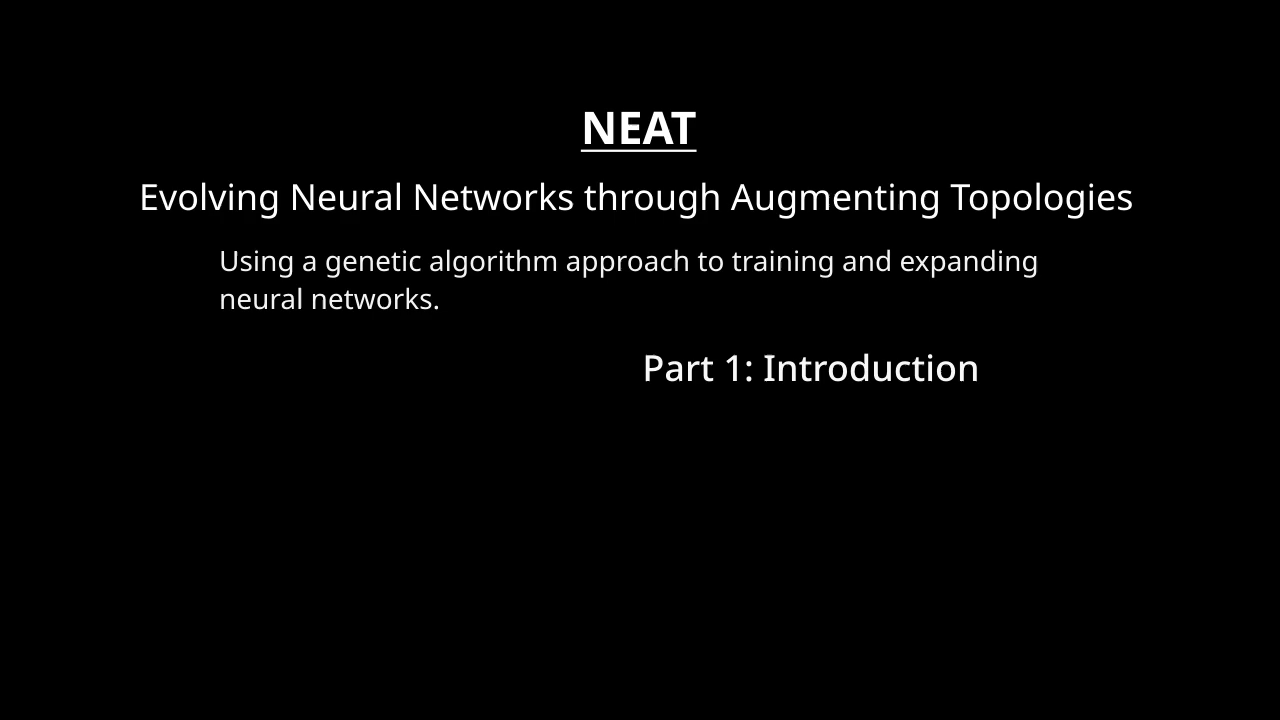 NEAT
Evolving Neural Networks through Augmenting Topologies
Using a genetic algorithm approach to training and expanding
neural networks.
Part 1: Introduction